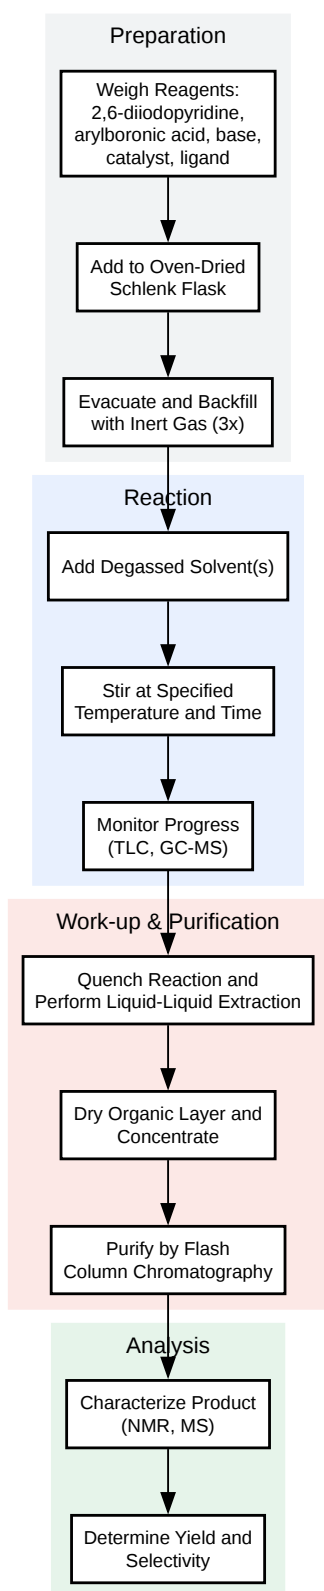 Preparation
Weigh Reagents:
2,6-diiodopyridine,
arylboronic acid, base,
catalyst, ligand
Add to Oven-Dried
Schlenk Flask
Evacuate and Backfill
with Inert Gas (3x)
Reaction
Add Degassed Solvent(s)
Stir at Specified
Temperature and Time
Monitor Progress
(TLC, GC-MS)
Work-up & Purification
Quench Reaction and
Perform Liquid-Liquid Extraction
Dry Organic Layer and
Concentrate
Purify by Flash
Column Chromatography
Analysis
Characterize Product
(NMR, MS)
Determine Yield and
Selectivity